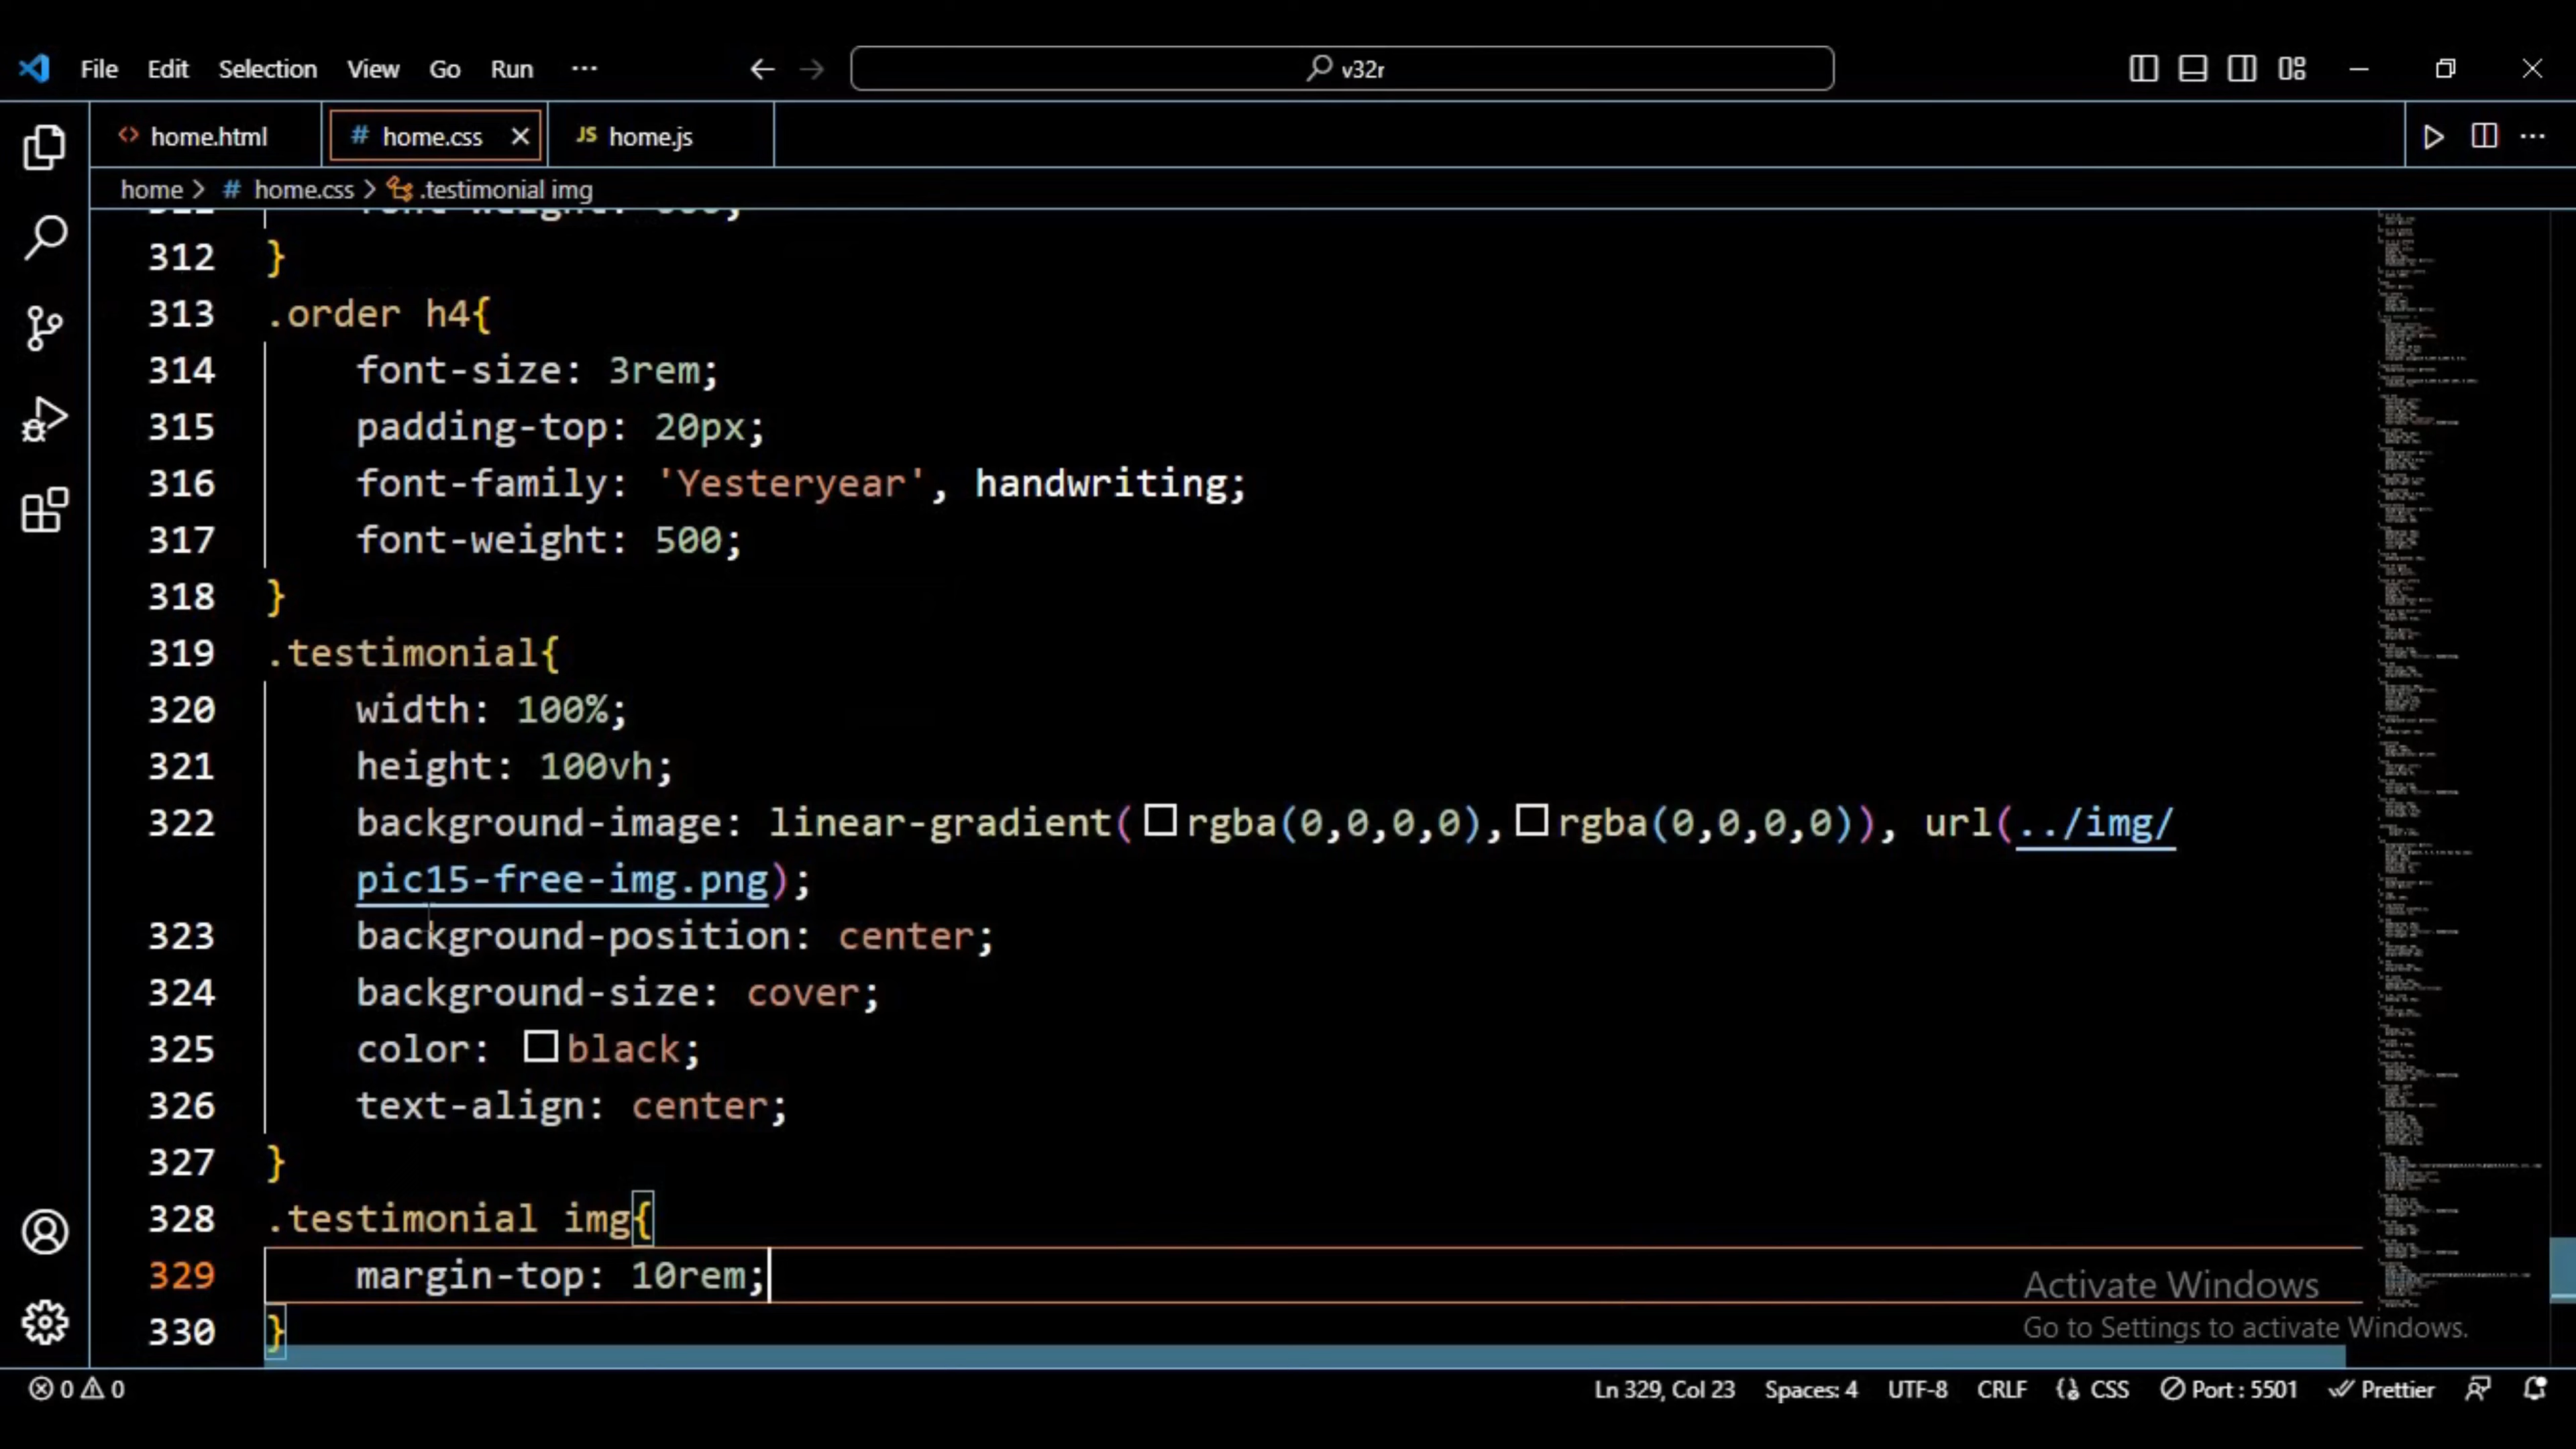 File Edit Selection View Go Run ··· v32r
home.html home.css JS home.js
home > # home.css > .testimonial img
312 }
313 .order h4{
314 font-size: 3rem;
315 padding-top: 20px;
316 font-family: 'Yesteryear', handwriting;
317 font-weight: 500;
318 }
319 .testimonial{
320 width: 100%;
321 height: 100vh;
322 background-image: linear-gradient(rgba(0,0,0,0),rgba(0,0,0,0)), url(../img/
pic15-free-img.png);
323 background-position: center;
324 background-size: cover;
325 color: black;
326 text-align: center;
327 }
328 .testimonial img{
329 margin-top: 10rem;
330 }
Activate Windows
Go to Settings to activate Windows.
0 0 Ln 329, Col 23 Spaces: 4 UTF-8 CRLF CSS Port : 5501 Prettier